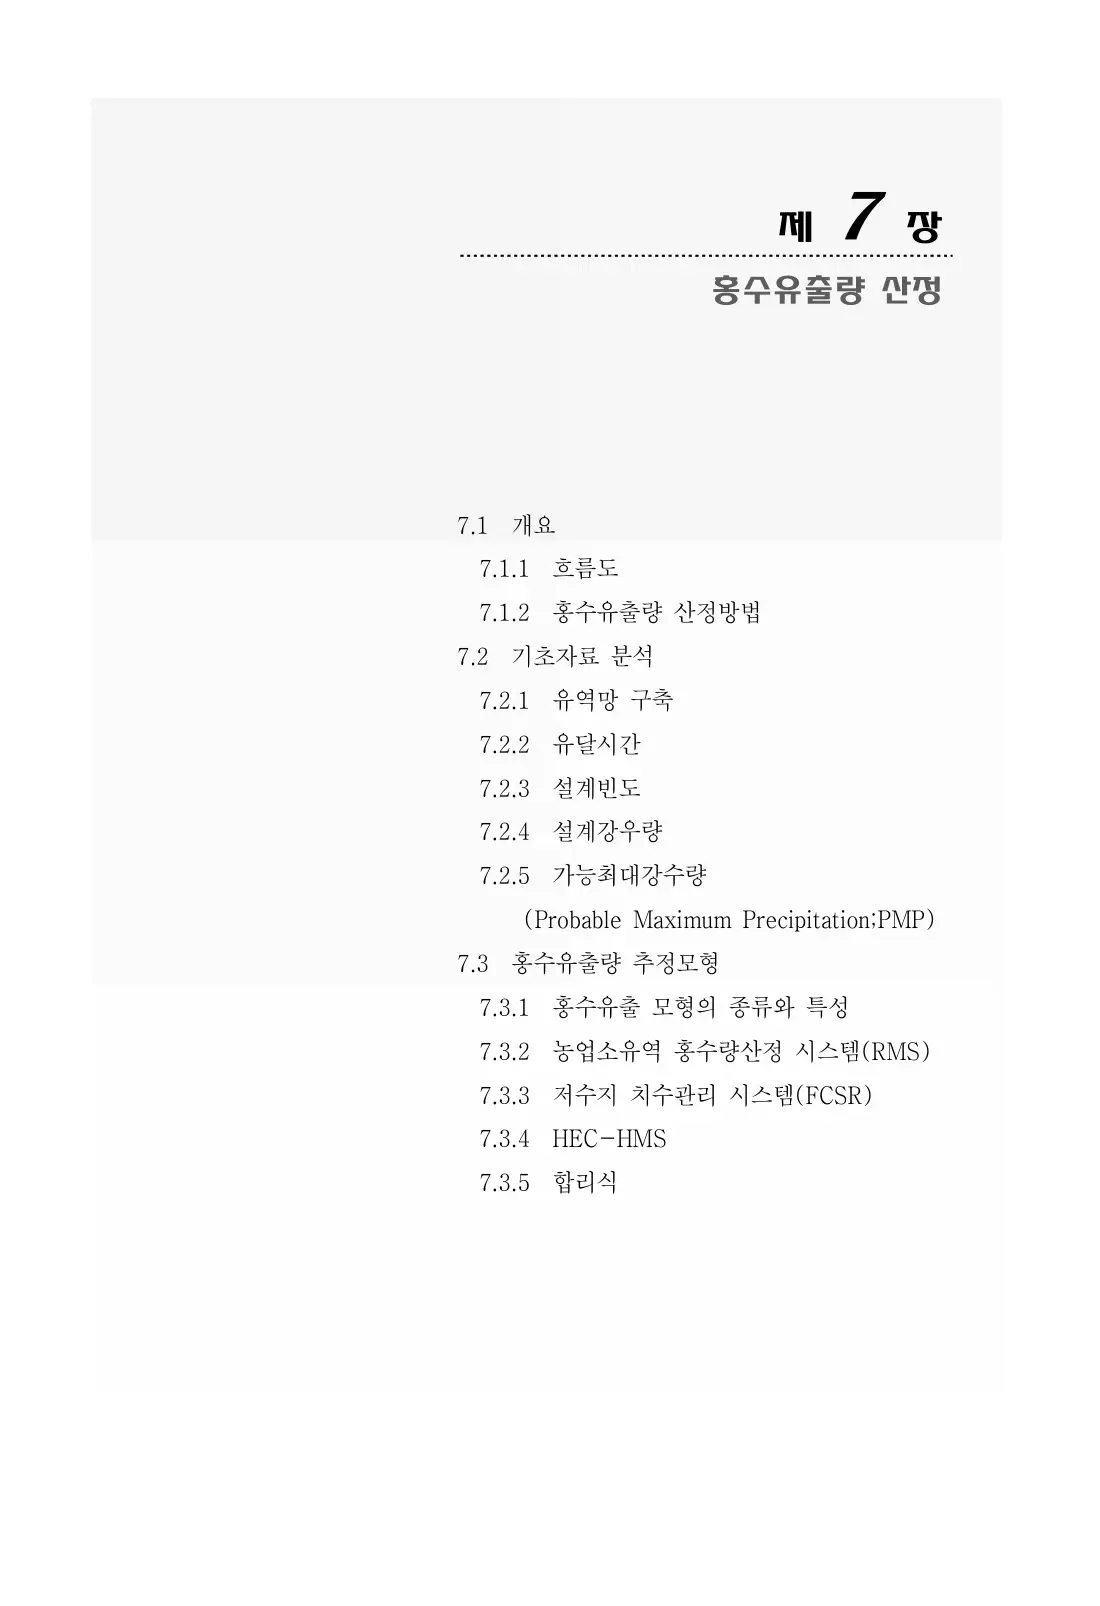 제 7 장
홍수유출량 산정
7.1 개요
7.1.1 흐름도
7.1.2 홍수유출량 산정방법
7.2 기초자료 분석
7.2.1 유역망 구축
7.2.2 유달시간
7.2.3 설계빈도
7.2.4 설계강우량
7.2.5 가능최대강수량
(Probable Maximum Precipitation;PMP)
7.3 홍수유출량 추정모형
7.3.1 홍수유출 모형의 종류와 특성
7.3.2 농업소유역 홍수량산정 시스템(RMS)
7.3.3 저수지 치수관리 시스템(FCSR)
7.3.4 HEC-HMS
7.3.5 합리식